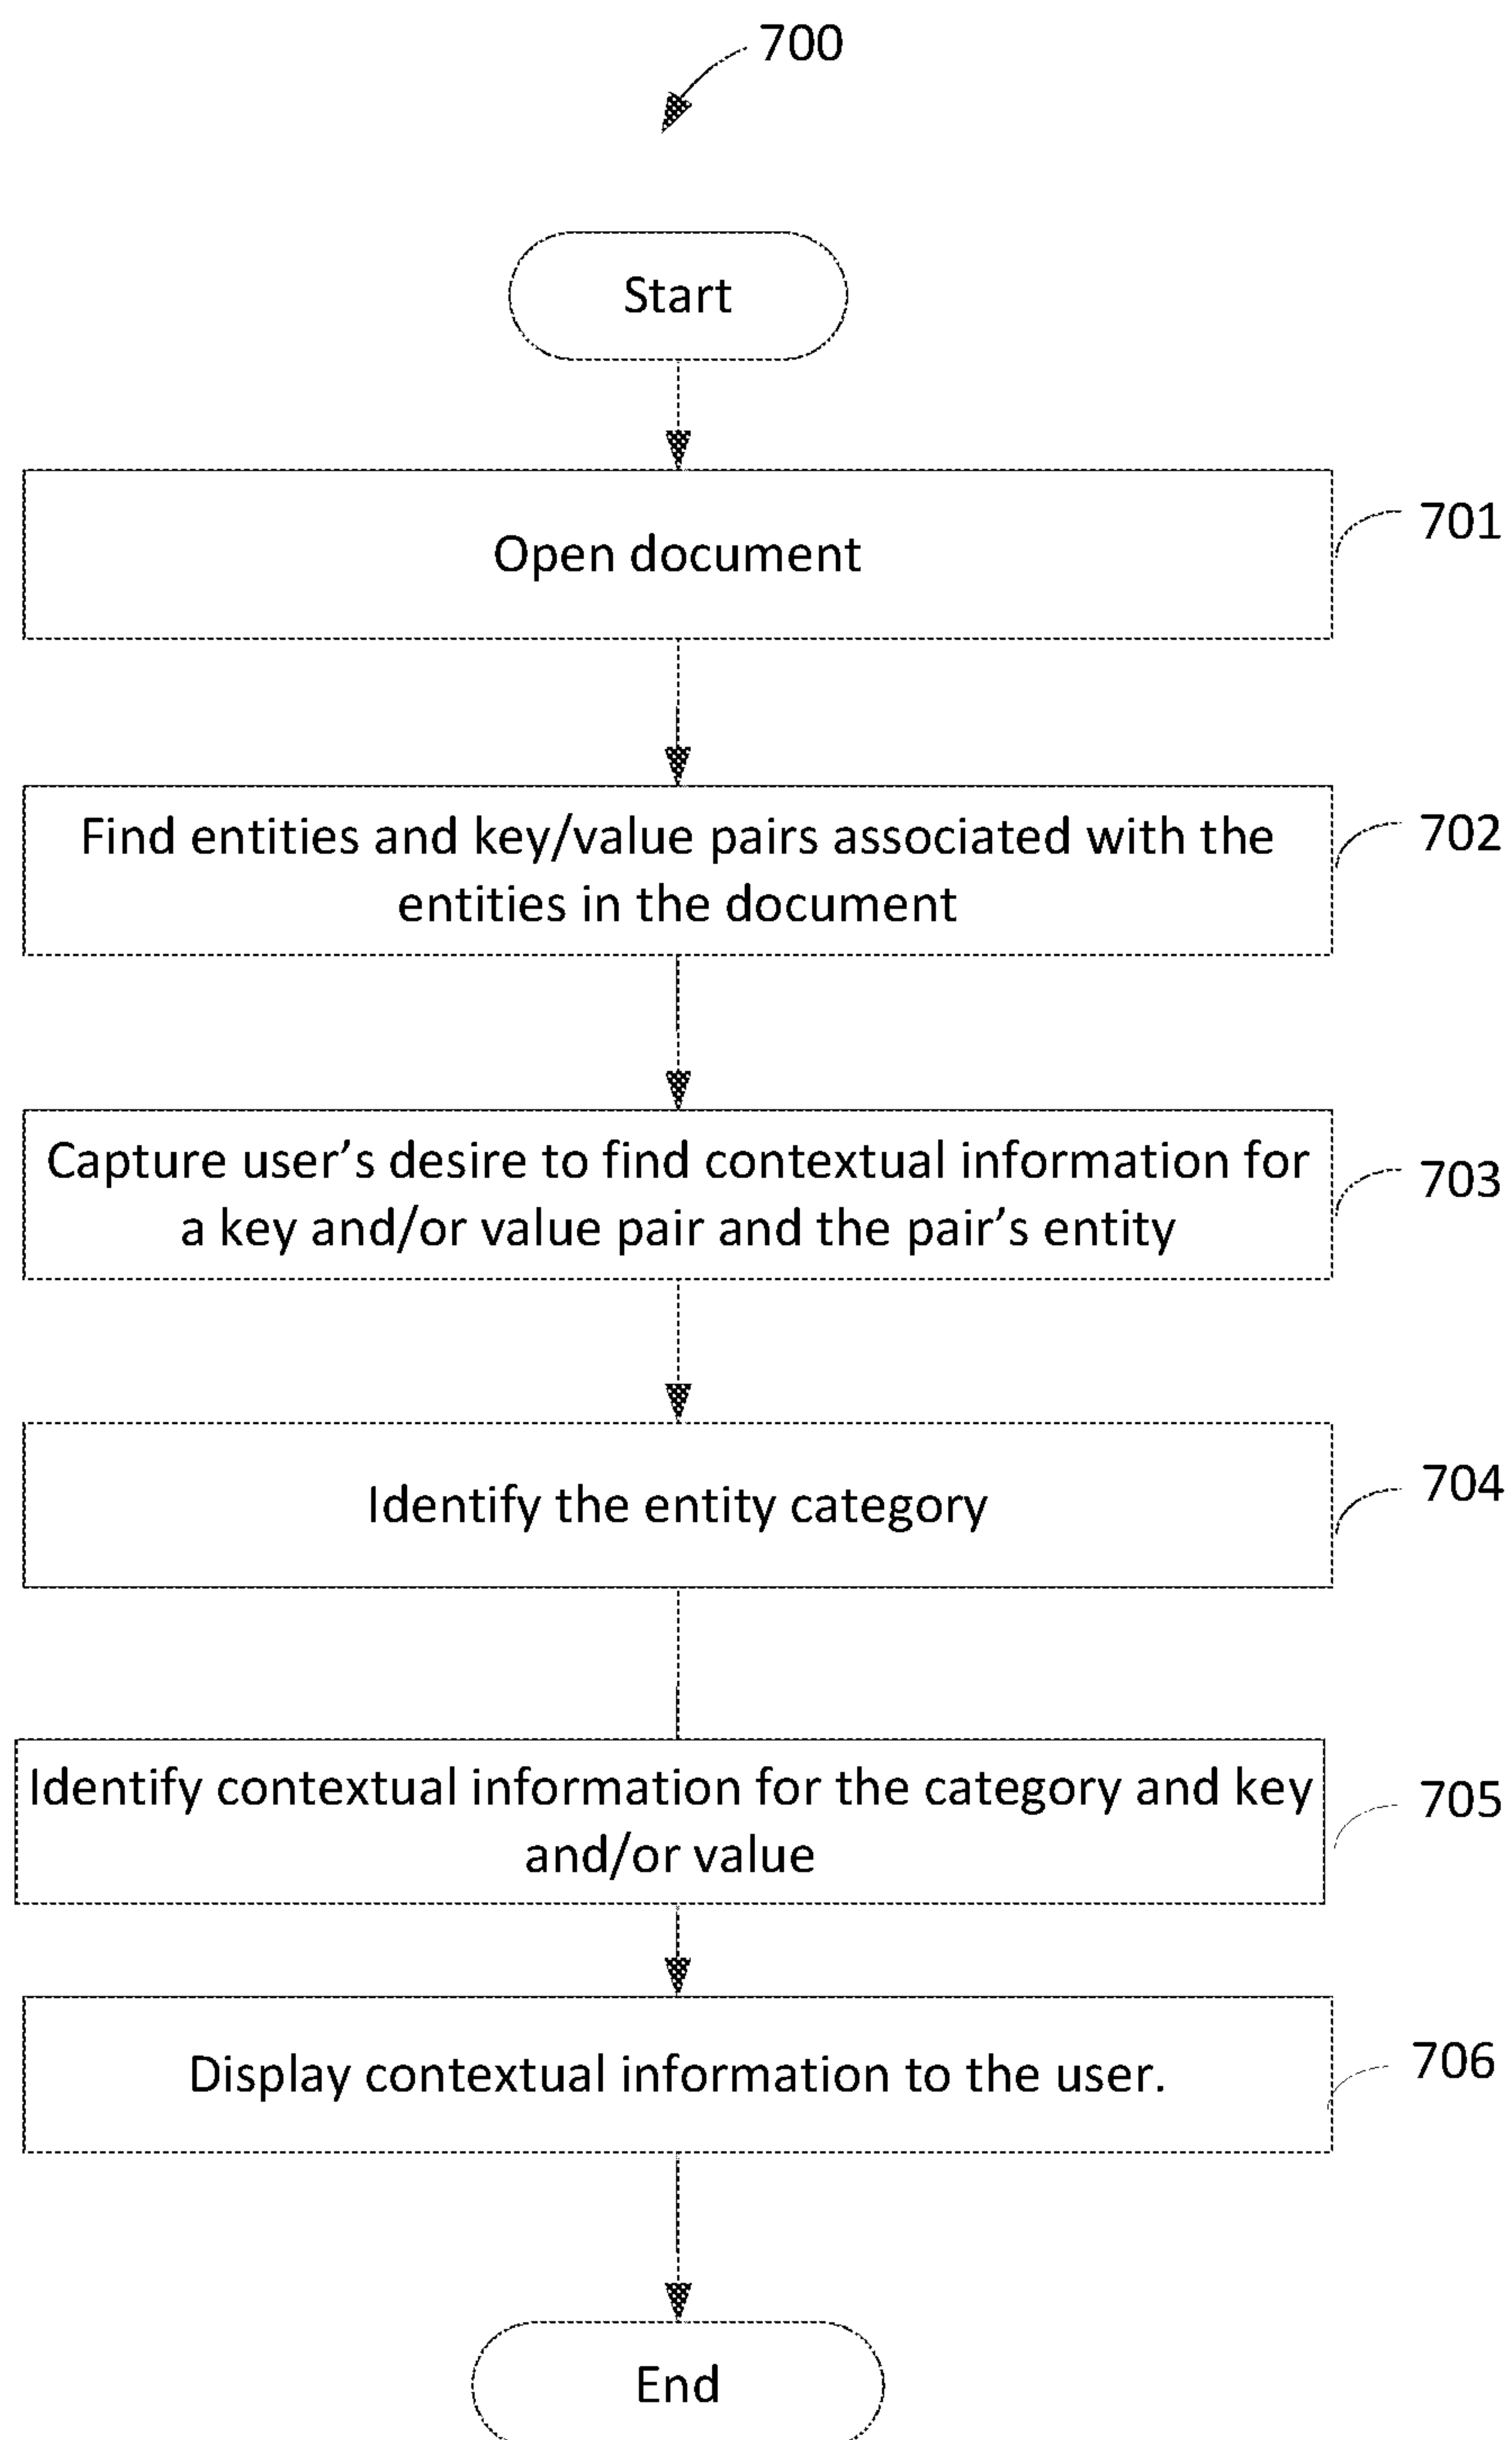 700
Start
Open document
701
Find entities and key/value pairs associated with the
entities in the document
702
Capture user’s desire to find contextual information for
a key and/or value pair and the pair’s entity
703
Identify the entity category
704
Identify contextual information for the category and key
and/or value
705
Display contextual information to the user.
706
End